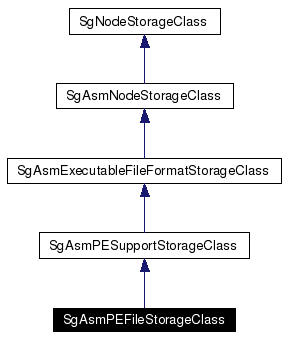 SgNodeStorageClass
SgAsmNodeStorageClass
SgAsmExecutableFileFormatStorageClass
SgAsmPESupportStorageClass
SgAsmPEFileStorageClass